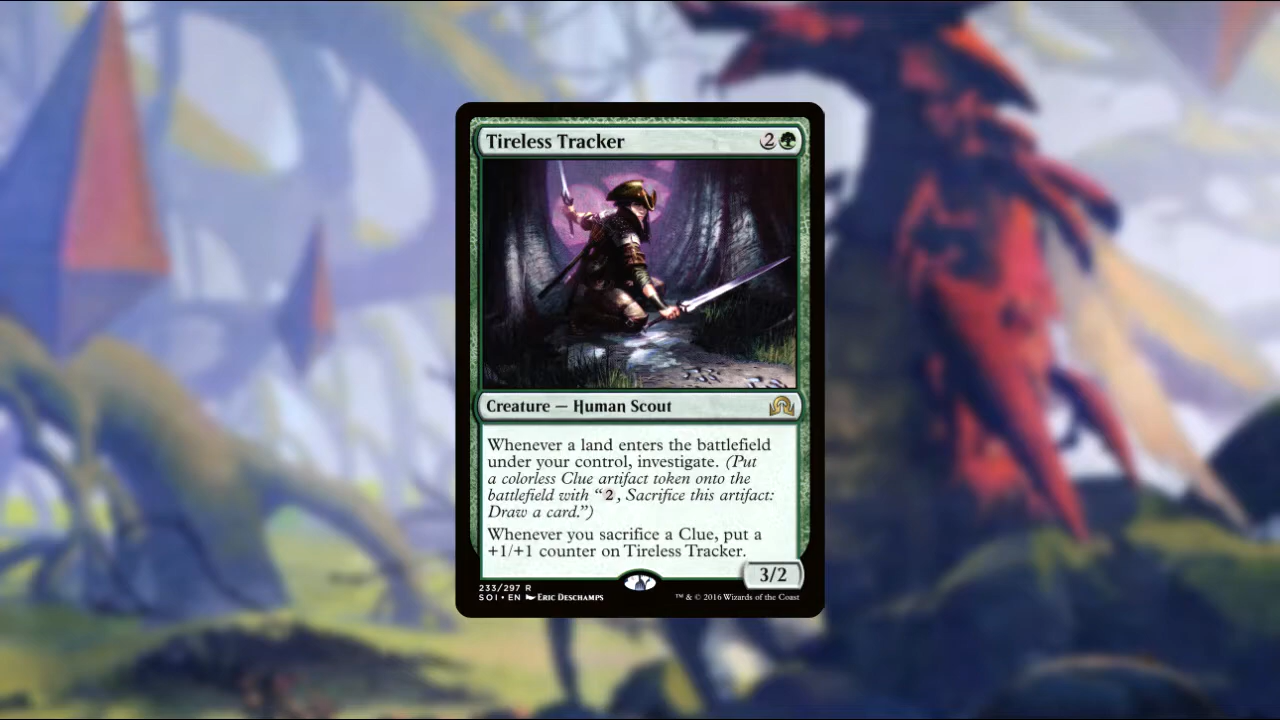 Tireless Tracker 2
Creature — Human Scout
Whenever a land enters the battlefield
under your control, investigate. (Put
a colorless Clue artifact token onto the
battlefield with “2, Sacrifice this artifact:
Draw a card.”)
Whenever you sacrifice a Clue, put a
+1/+1 counter on Tireless Tracker.
3/2
233/297 R
SOI • EN Eric Deschamps
™ & © 2016 Wizards of the Coast